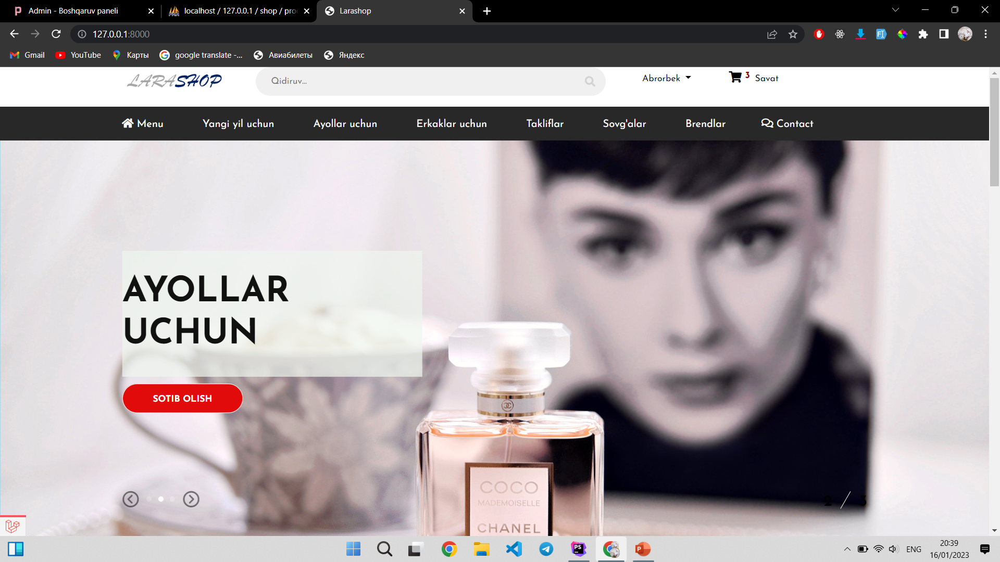 Admin - Boshqaruv paneli
localhost / 127.0.0.1 / shop / pro
Larashop
127.0.0.1:8000
Gmail
YouTube
Карты
google translate -...
Авиабилеты
Яндекс
LARASHOP
Qidiruv...
Abrorbek
3
Savat
Menu
Yangi yil uchun
Ayollar uchun
Erkaklar uchun
Takliflar
Sovg'alar
Brendlar
Contact
AYOLLAR
UCHUN
SOTIB OLISH
COCO
MADEMOISELLE
CHANEL
2 / 3
ENG
20:39
16/01/2023